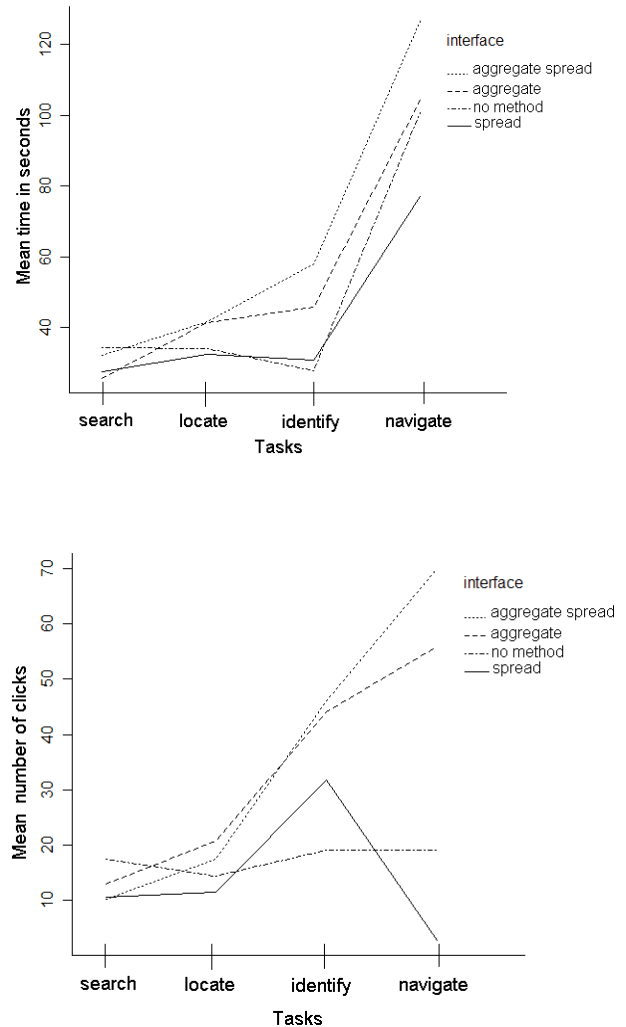 120
100
80
60
40
Mean time in seconds
interface
aggregate spread
aggregate
no method
spread
search locate identify navigate
Tasks
70
60
50
40
30
20
10
Mean number of clicks
interface
aggregate spread
aggregate
no method
spread
search locate identify navigate
Tasks